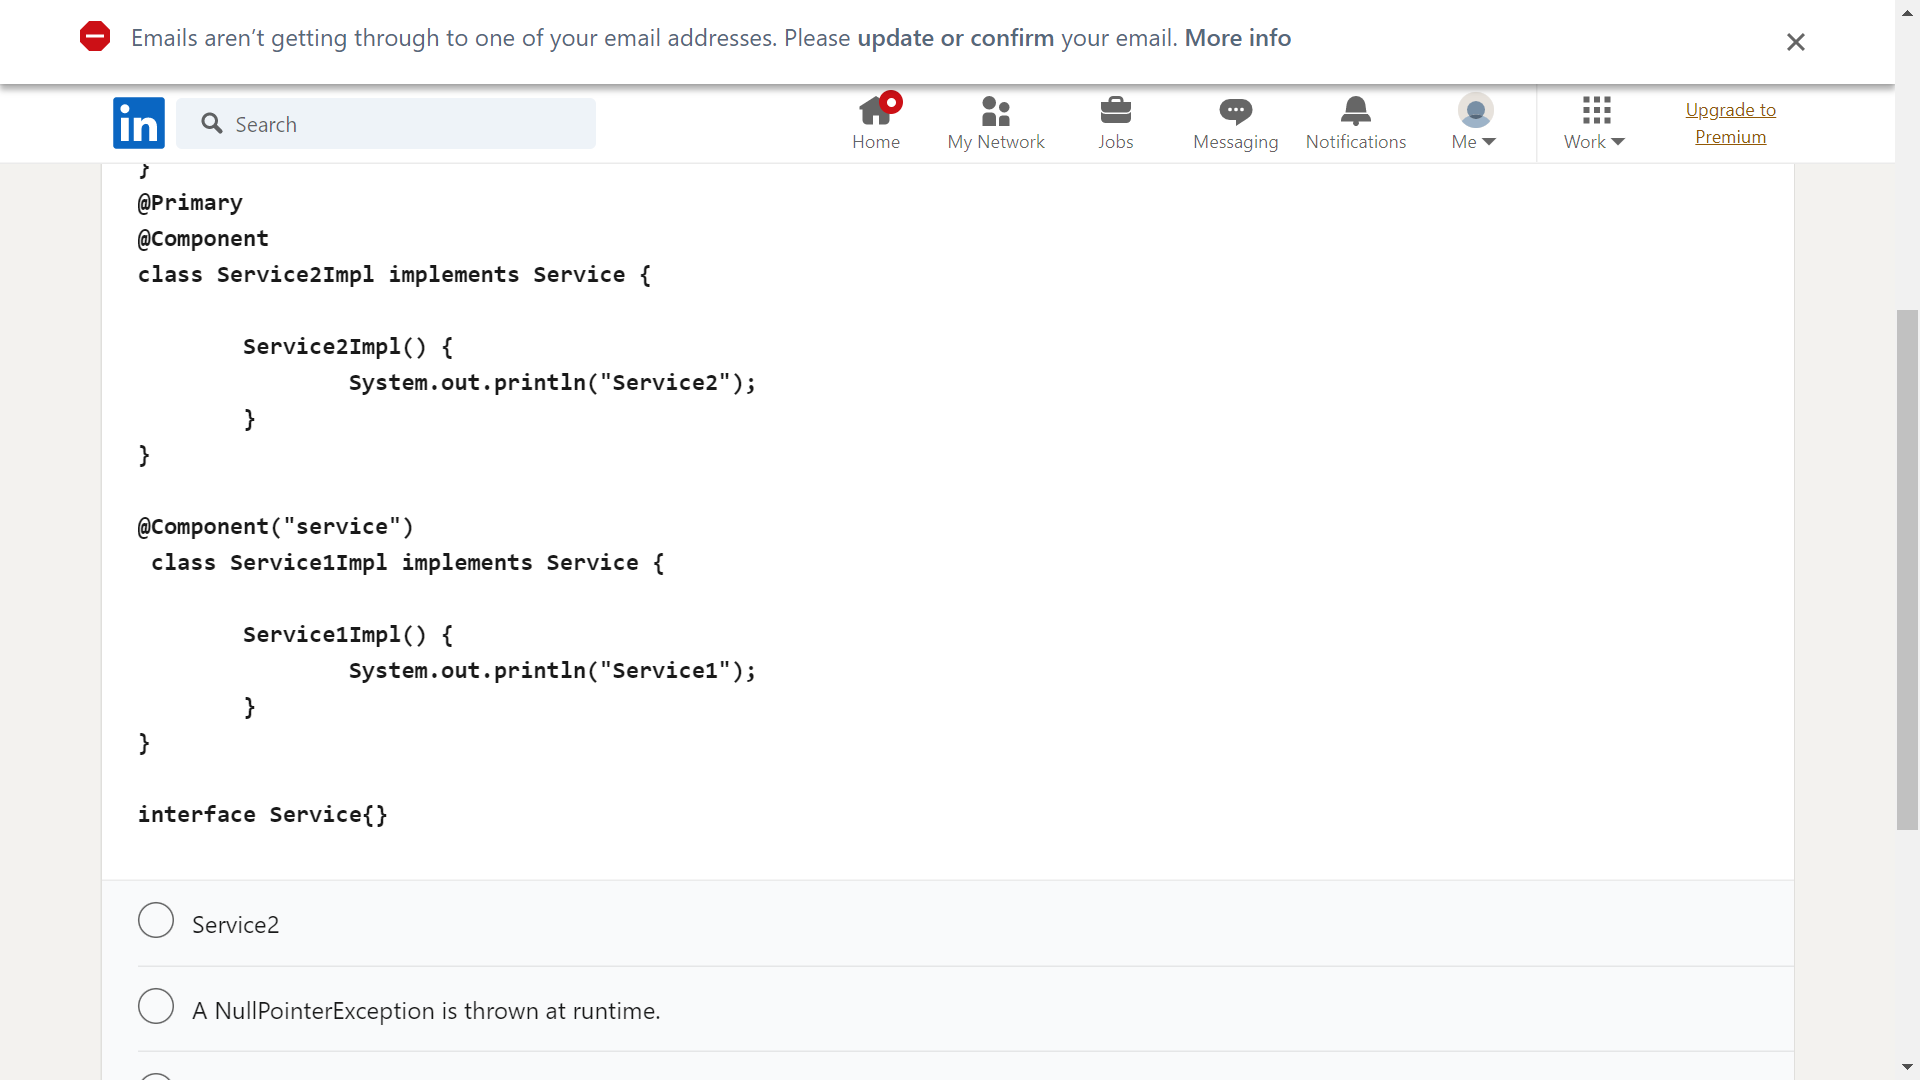 Emails aren't getting through to one of your email addresses. Please update or confirm your email. More info
in
Search
Home
My Network
Jobs
Messaging
Notifications
Me
Work
Upgrade to
Premium
}
@Primary
@Component
class Service2Impl implements Service {
Service2Impl() {
System.out.println("Service2");
}
}
@Component("service")
class Service1Impl implements Service {
Service1Impl() {
System.out.println("Service1");
}
}
interface Service{}
Service2
A NullPointerException is thrown at runtime.